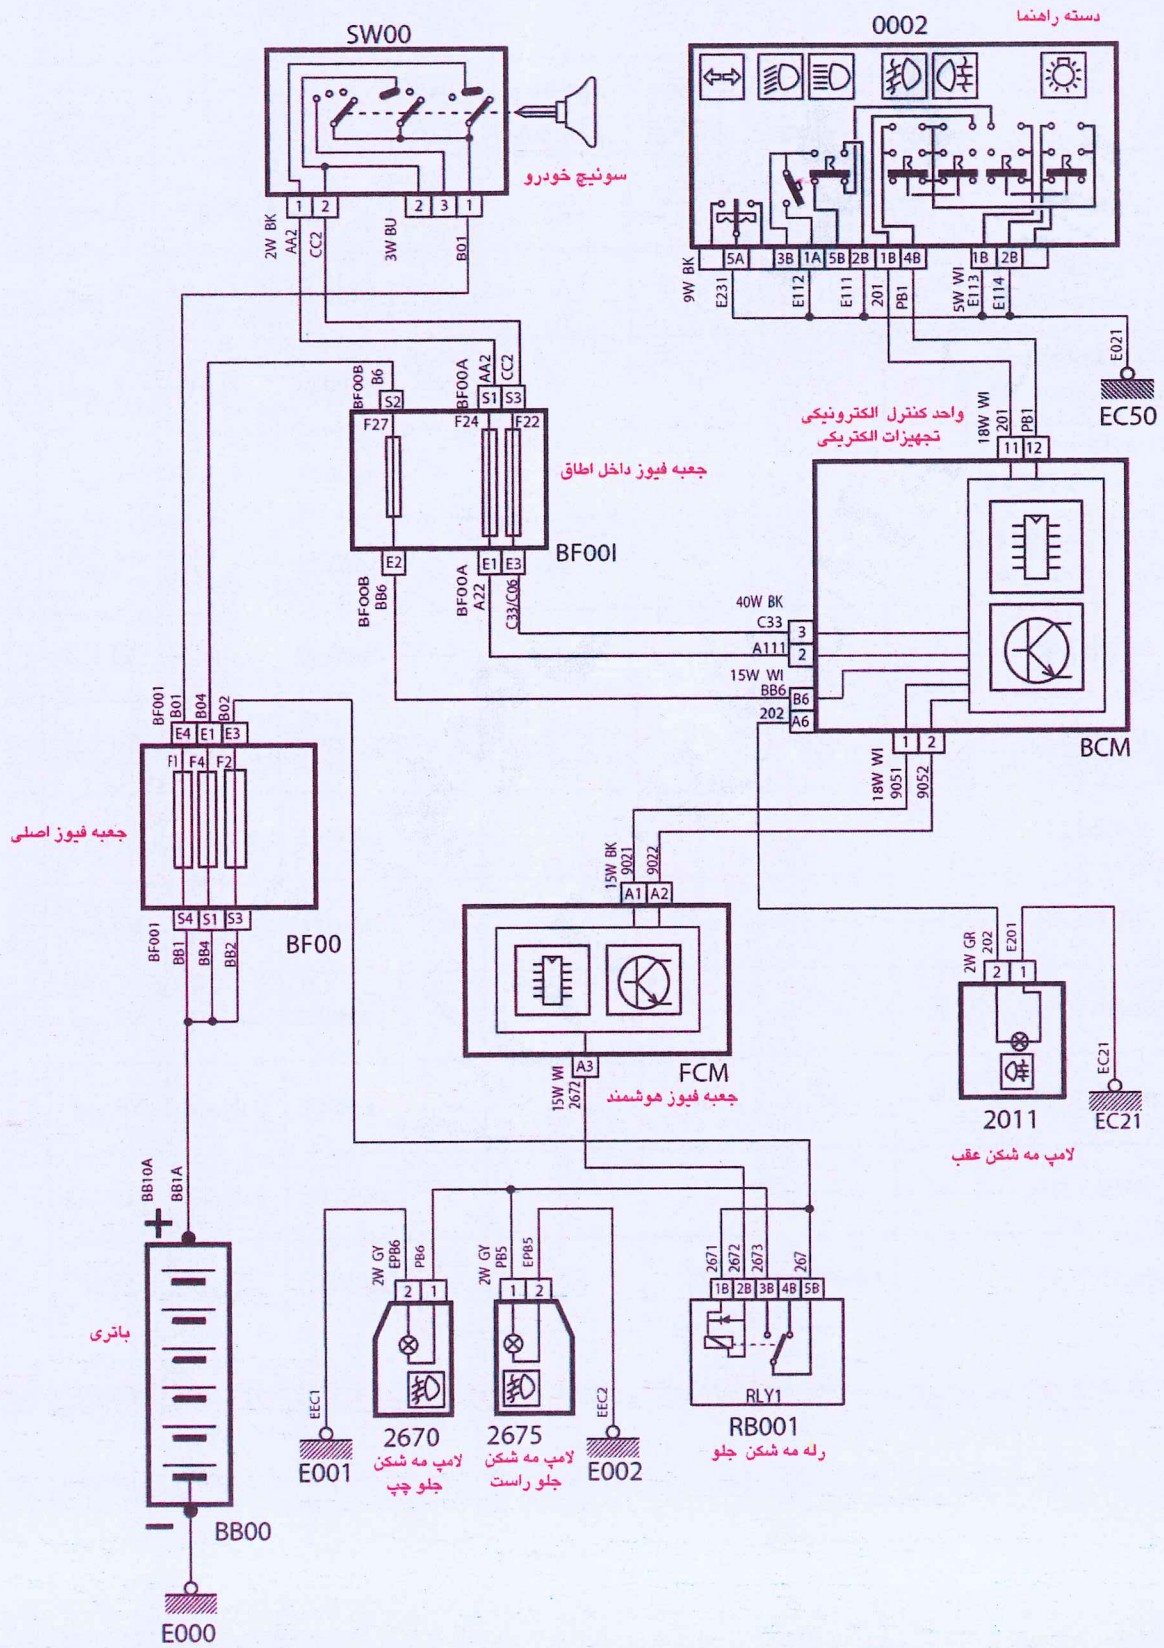 دسته راهنما
SW00
0002
سوئیچ خودرو
1 2
2 3 1
2W BK
AA2
CC2
3W BU
B01
5A 3B 1A 5B 2B 1B 4B 1B 2B
9W BK
E231
E112
E111
201
PB1
5W WI
E113
E114
E021
EC50
BF00B
B6
BF00A
AA2
CC2
S2
S1 S3
F27
F24
F22
جعبه فیوز داخل اطاق
BF00I
E2
E1 E3
BF00B
BB6
BF00A
A22
C33/C06
واحد کنترل الکترونیکی
تجهیزات الکتریکی
18W WI
201
PB1
11 12
40W BK
C33
3
A111
2
15W WI
BB6
B6
202
A6
BCM
1 2
18W WI
9051
9052
BF001
B01
B04
B02
E4 E1 E3
F1 F4 F2
جعبه فیوز اصلی
S4 S1 S3
BF00
BF001
BB1
BB4
BB2
15W BK
9021
9022
A1 A2
A3
FCM
جعبه فیوز هوشمند
15W WI
2672
2W GR
202
E201
2 1
2011
لامپ مه شکن عقب
EC21
EC21
BB10A
BB1A
+
باتری
−
BB00
E000
2W GY
EPB6
PB6
2 1
2670
لامپ مه شکن
جلو چپ
EEC1
E001
2W GY
PB5
EPB5
1 2
2675
لامپ مه شکن
جلو راست
EEC2
E002
2671
2672
2673
267
1B 2B 3B 4B 5B
RLY1
RB001
رله مه شکن جلو